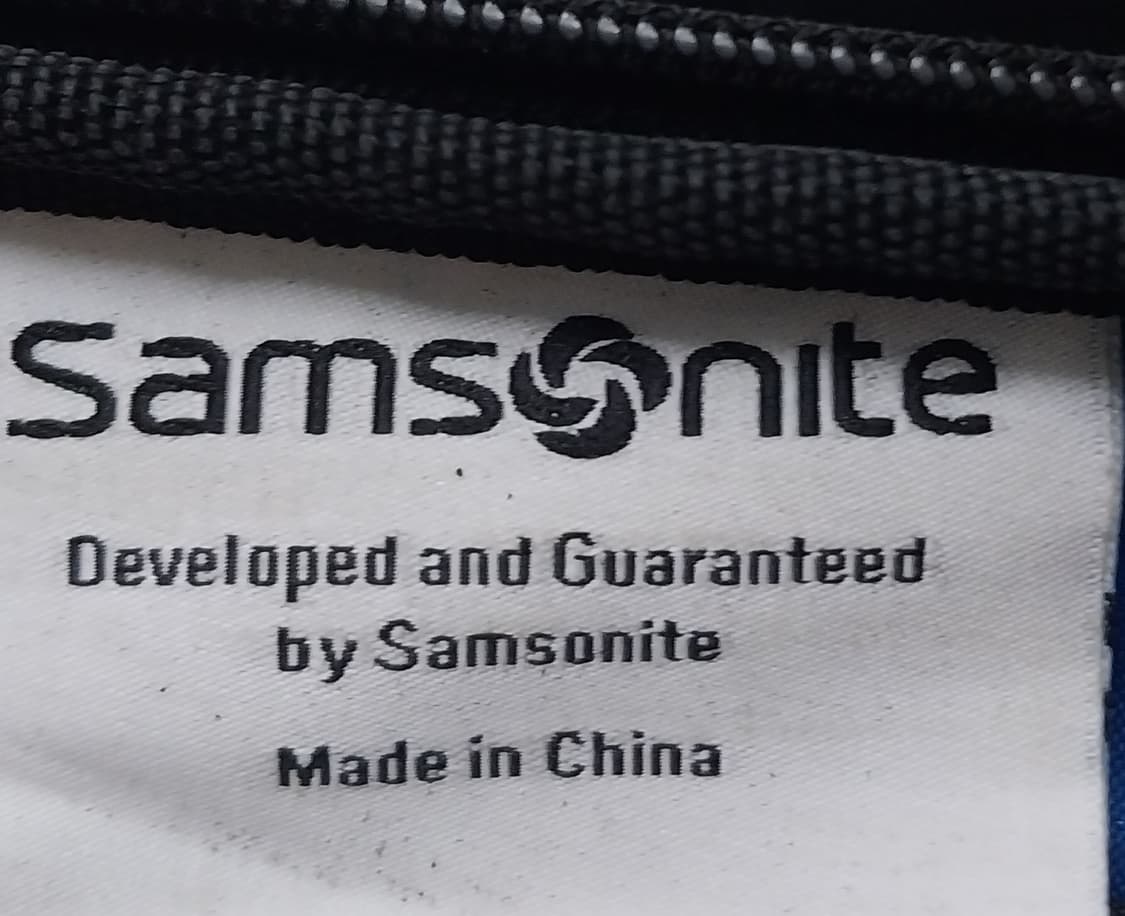 Samsonite
Developed and Guaranteed
by Samsonite
Made in China